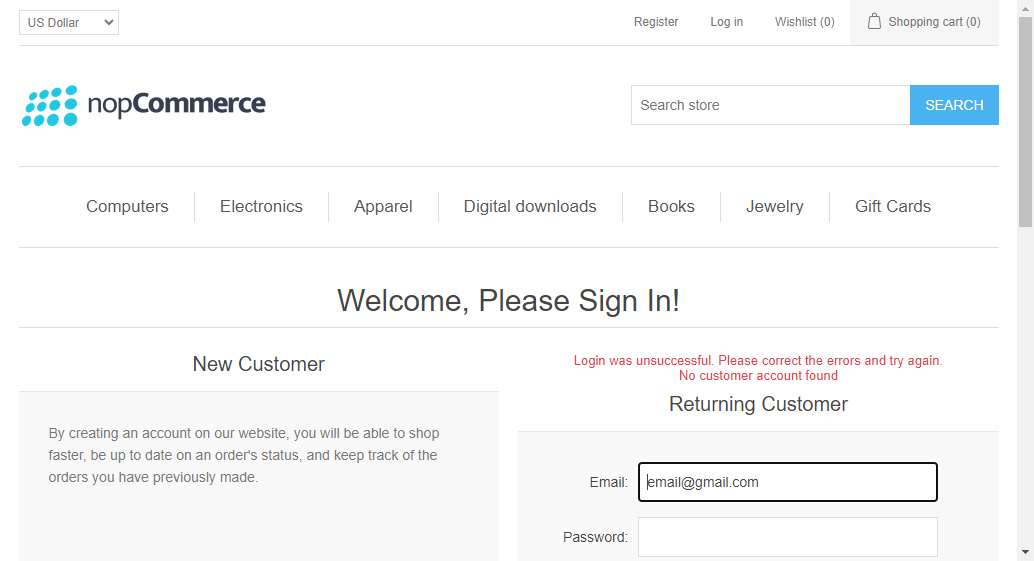 US Dollar
Register Log in Wishlist (0) Shopping cart (0)
nopCommerce
Search store SEARCH
Computers Electronics Apparel Digital downloads Books Jewelry Gift Cards
Welcome, Please Sign In!
New Customer
By creating an account on our website, you will be able to shop
faster, be up to date on an order's status, and keep track of the
orders you have previously made.
Login was unsuccessful. Please correct the errors and try again.
No customer account found
Returning Customer
Email: email@gmail.com
Password: